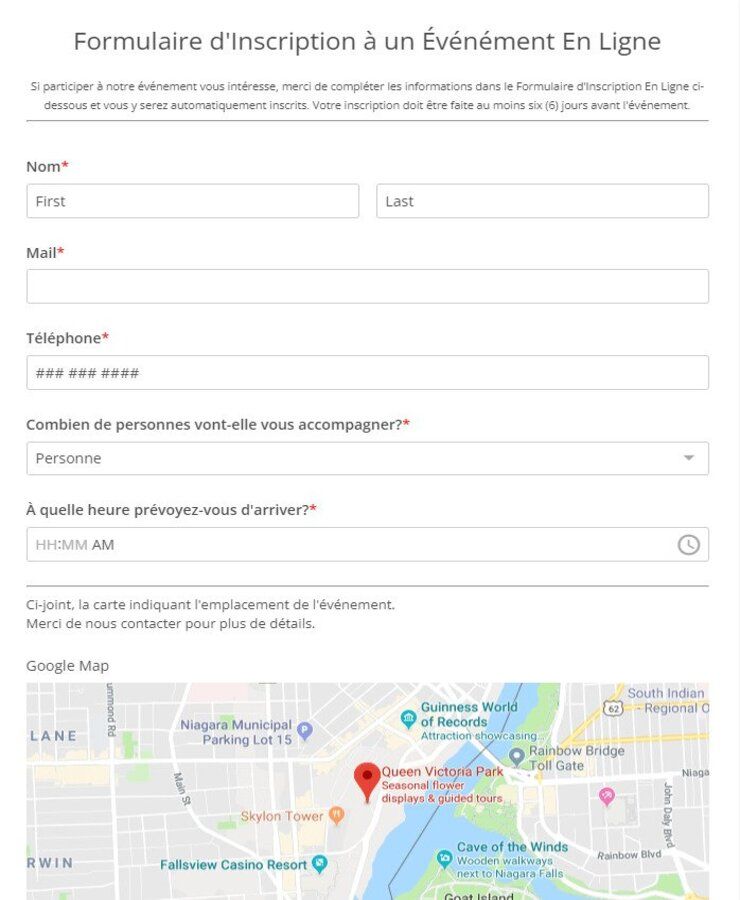 Formulaire d'Inscription à un Événément En Ligne
Si participer à notre événement vous intéresse, merci de compléter les informations dans le Formulaire d'Inscription En Ligne ci-
dessous et vous y serez automatiquement inscrits. Votre inscription doit être faite au moins six (6) jours avant l'événement.
Nom*
First Last
Mail*
Téléphone*
### ### ####
Combien de personnes vont-elle vous accompagner?*
Personne
À quelle heure prévoyez-vous d'arriver?*
HH:MM AM
Ci-joint, la carte indiquant l'emplacement de l'événement.
Merci de nous contacter pour plus de détails.
Google Map
South Indian
62 - Regional O
Guinness World
of Records
Attraction showcasing...
Niagara Municipal
Parking Lot 15
P
LANE
ummond Rd
Rainbow Bridge
Toll Gate
Queen Victoria Park
Seasonal flower
displays & guided tours
Niaga
Main St
John Daly Blvd
Skylon Tower
Cave of the Winds
Wooden walkways
next to Niagara Falls
Rainbow Blvd
Fallsview Casino Resort
RWIN
Goat Island